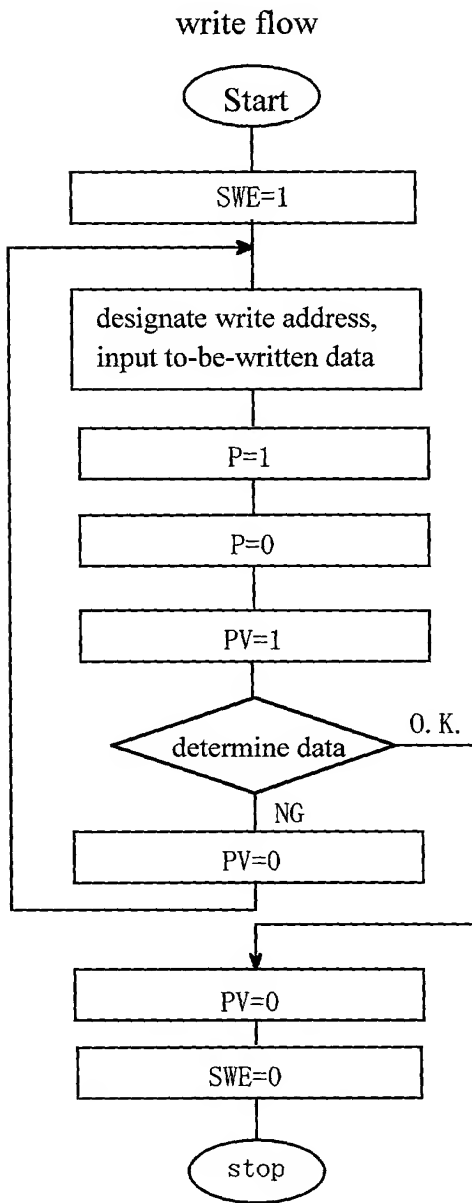 write flow
Start
SWE=1
designate write address,
input to-be-written data
P=1
P=0
PV=1
determine data
O. K.
NG
PV=0
PV=0
SWE=0
stop